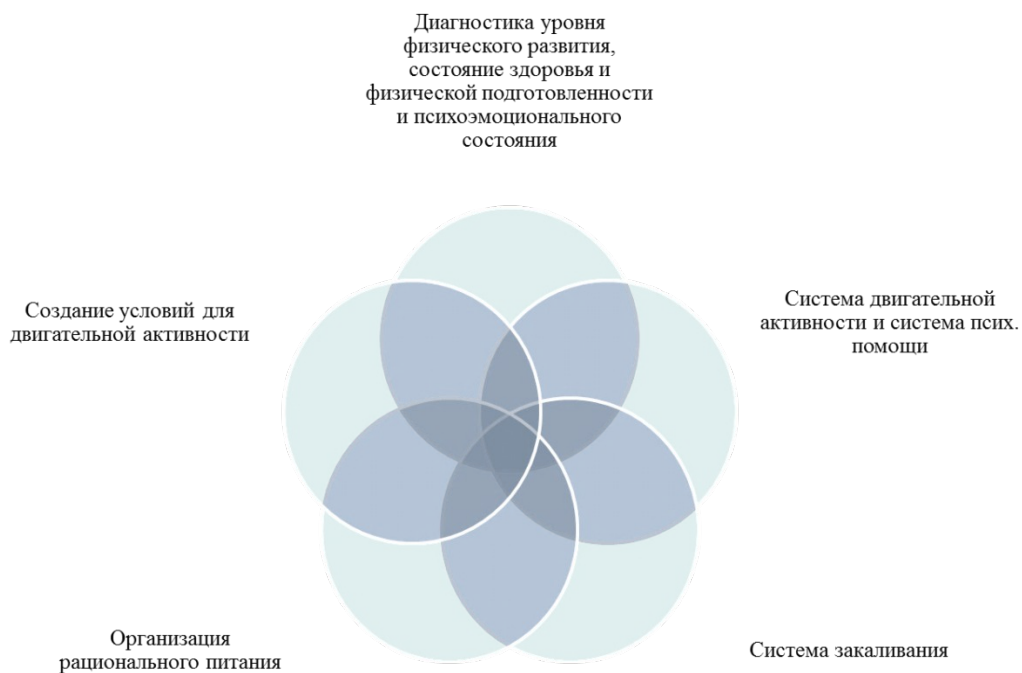 Диагностика уровня
физического развития,
состояние здоровья и
физической подготовленности
и психоэмоционального
состояния
Создание условий для
двигательной активности
Система двигательной
активности и система псих.
помощи
Организация
рационального питания
Система закаливания